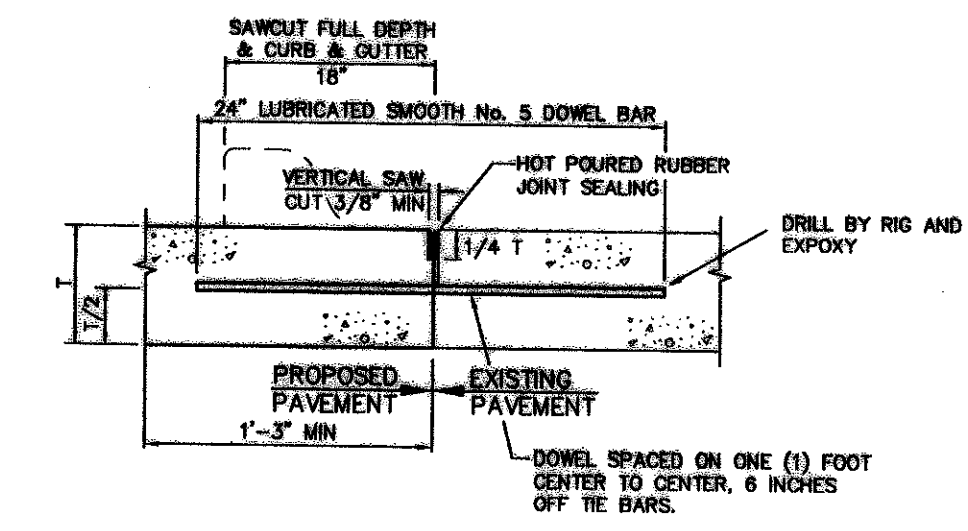 SAWCUT FULL DEPTH
& CURB & GUTTER
18"
24" LUBRICATED SMOOTH No. 5 DOWEL BAR
VERTICAL SAW
CUT 3/8" MIN
HOT POURED RUBBER
JOINT SEALING
DRILL BY RIG AND
EXPOXY
1/4 T
T
T/2
PROPOSED
PAVEMENT
EXISTING
PAVEMENT
1'-3" MIN
DOWEL SPACED ON ONE (1) FOOT
CENTER TO CENTER, 6 INCHES
OFF TIE BARS.